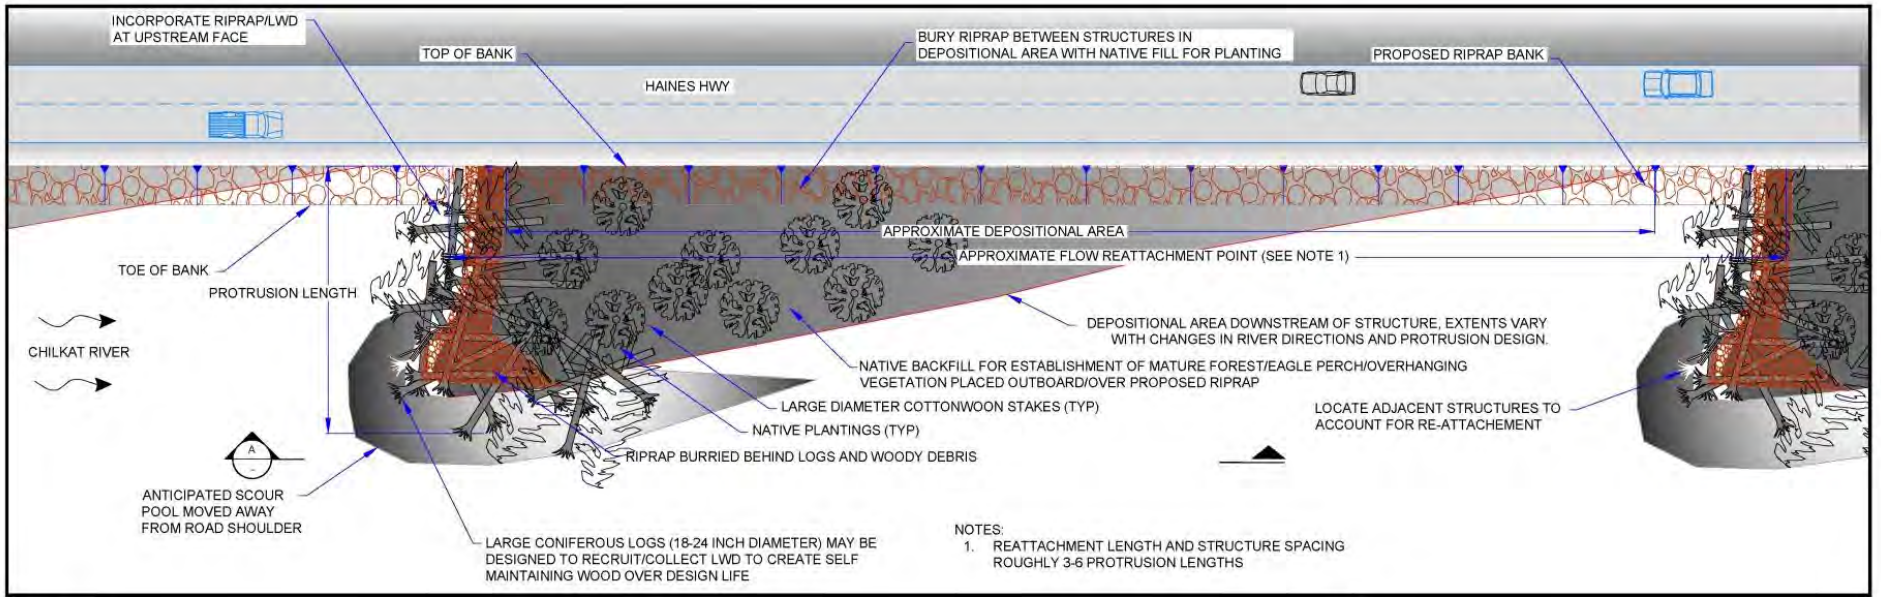 INCORPORATE RIPRAP/LWD
AT UPSTREAM FACE
TOP OF BANK
BURY RIPRAP BETWEEN STRUCTURES IN
DEPOSITIONAL AREA WITH NATIVE FILL FOR PLANTING
PROPOSED RIPRAP BANK
HAINES HWY
APPROXIMATE DEPOSITIONAL AREA
APPROXIMATE FLOW REATTACHMENT POINT (SEE NOTE 1)
TOE OF BANK
PROTRUSION LENGTH
CHILKAT RIVER
DEPOSITIONAL AREA DOWNSTREAM OF STRUCTURE, EXTENTS VARY
WITH CHANGES IN RIVER DIRECTIONS AND PROTRUSION DESIGN.
NATIVE BACKFILL FOR ESTABLISHMENT OF MATURE FOREST/EAGLE PERCH/OVERHANGING
VEGETATION PLACED OUTBOARD/OVER PROPOSED RIPRAP
LARGE DIAMETER COTTONWOON STAKES (TYP)
NATIVE PLANTINGS (TYP)
RIPRAP BURRIED BEHIND LOGS AND WOODY DEBRIS
LOCATE ADJACENT STRUCTURES TO
ACCOUNT FOR RE-ATTACHEMENT
A
–
ANTICIPATED SCOUR
POOL MOVED AWAY
FROM ROAD SHOULDER
LARGE CONIFEROUS LOGS (18-24 INCH DIAMETER) MAY BE
DESIGNED TO RECRUIT/COLLECT LWD TO CREATE SELF
MAINTAINING WOOD OVER DESIGN LIFE
NOTES:
1. REATTACHMENT LENGTH AND STRUCTURE SPACING
ROUGHLY 3-6 PROTRUSION LENGTHS